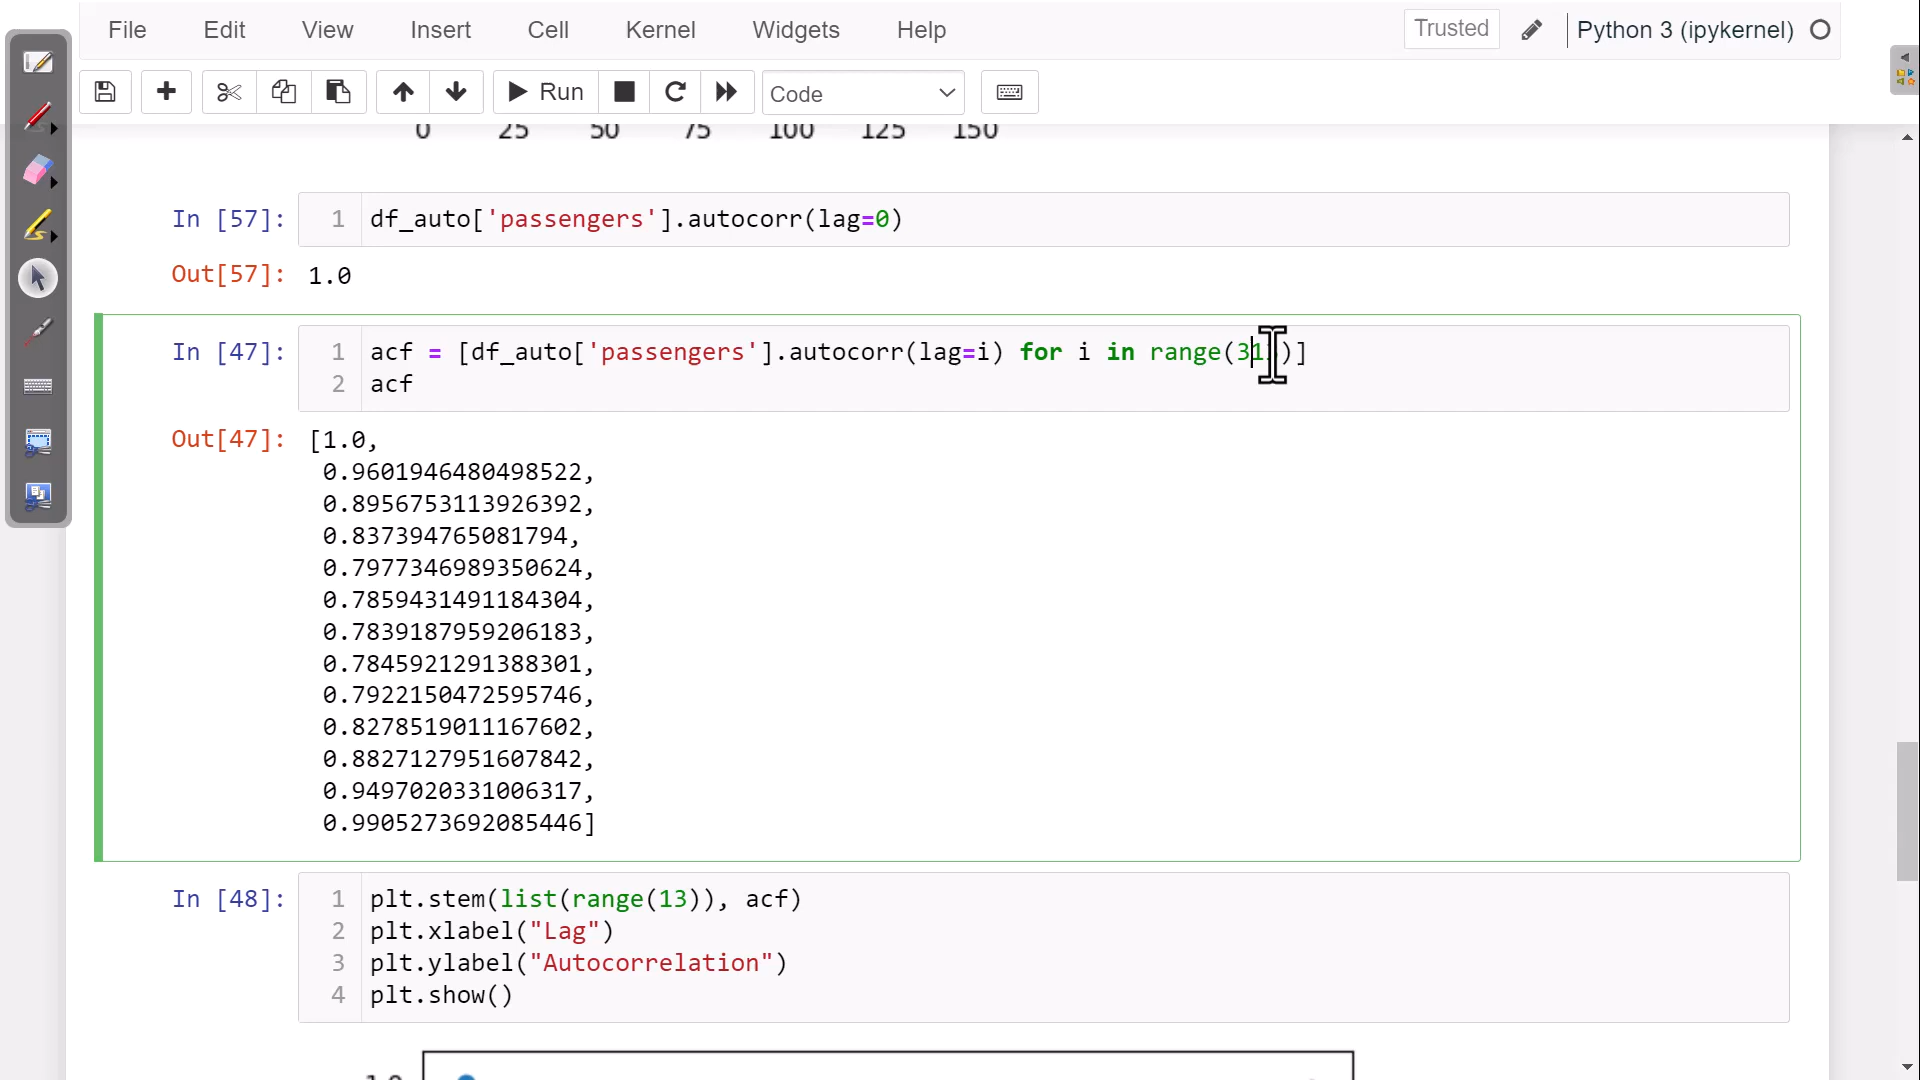 File Edit View Insert Cell Kernel Widgets Help Trusted Python 3 (ipykernel)
Run Code
0 25 50 75 100 125 150
In [57]: 1 df_auto['passengers'].autocorr(lag=0)
Out[57]: 1.0
In [47]: 1 acf = [df_auto['passengers'].autocorr(lag=i) for i in range(313)]
2 acf
Out[47]: [1.0,
0.9601946480498522,
0.8956753113926392,
0.837394765081794,
0.7977346989350624,
0.7859431491184304,
0.7839187959206183,
0.7845921291388301,
0.7922150472595746,
0.8278519011167602,
0.8827127951607842,
0.9497020331006317,
0.9905273692085446]
In [48]: 1 plt.stem(list(range(13)), acf)
2 plt.xlabel("Lag")
3 plt.ylabel("Autocorrelation")
4 plt.show()
1.0